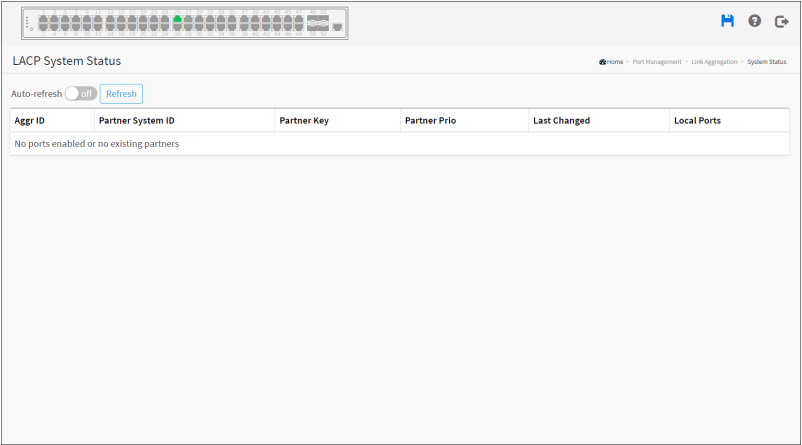 LACP System Status
Home > Port Management > Link Aggregation > System Status
Auto-refresh off Refresh
Aggr ID Partner System ID Partner Key Partner Prio Last Changed Local Ports
No ports enabled or no existing partners